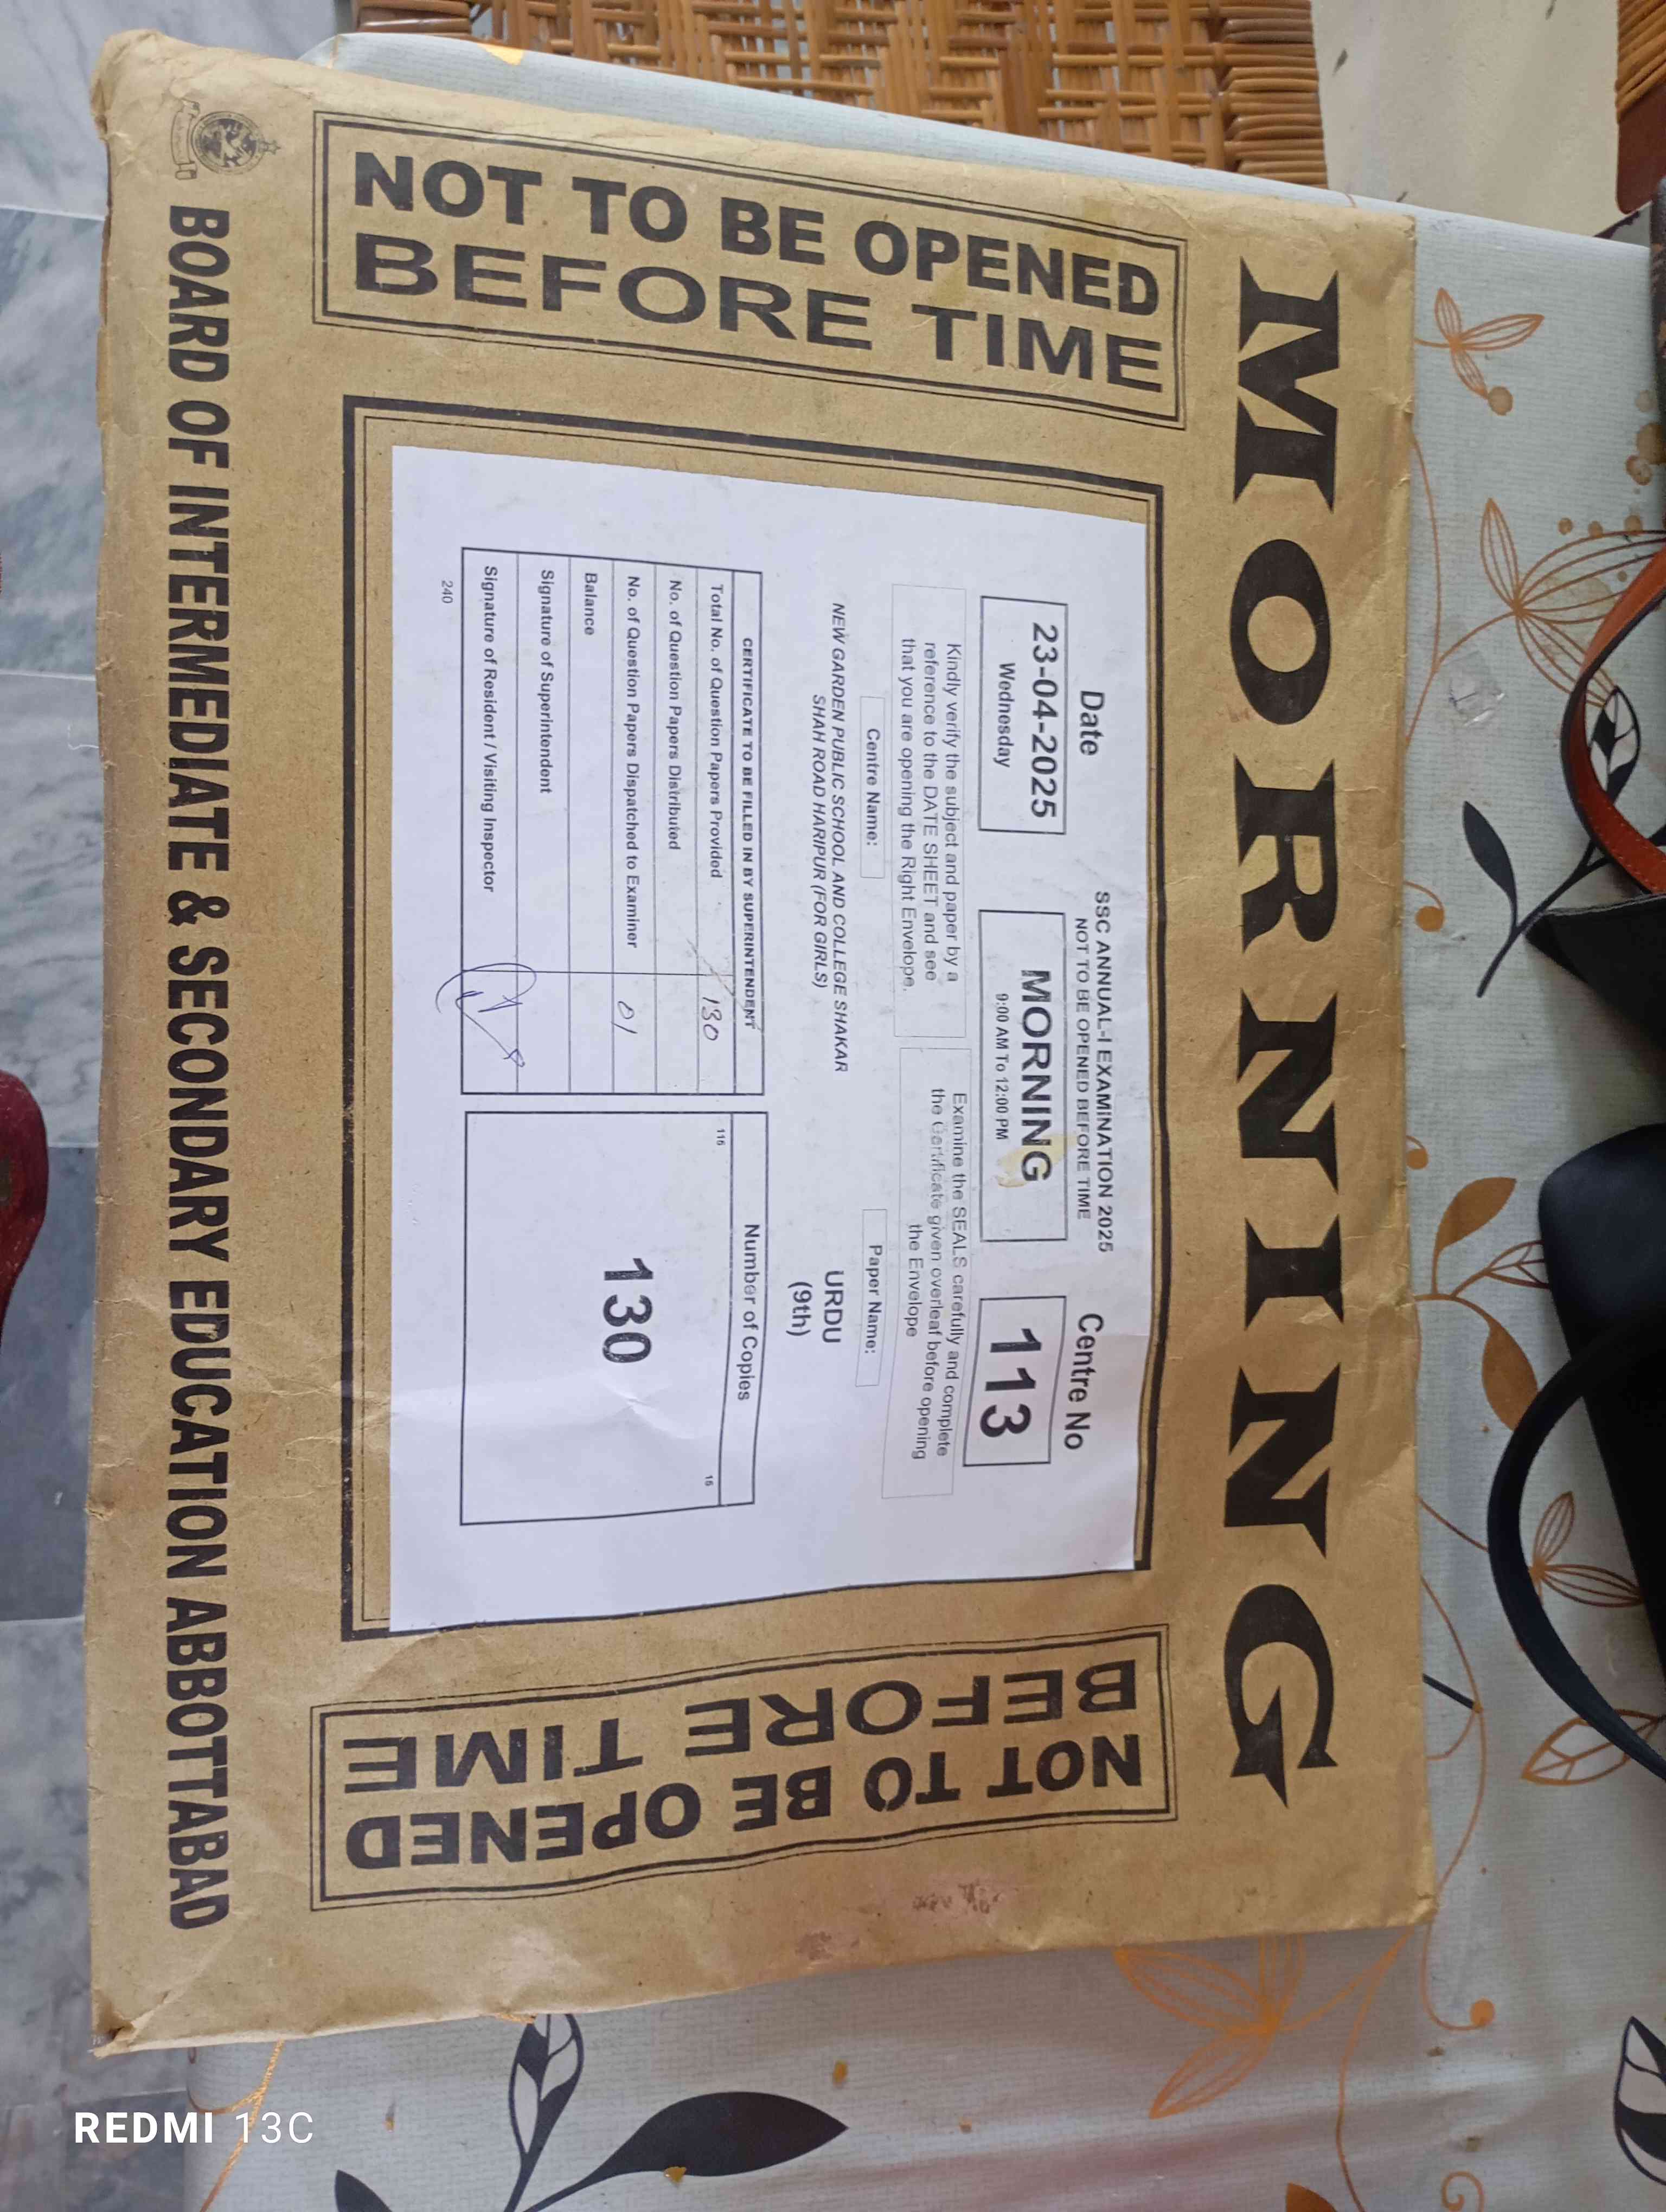 MORNING
NOT TO BE OPENED
BEFORE TIME
SSC ANNUAL-I EXAMINATION 2025
NOT TO BE OPENED BEFORE TIME
Date
23-04-2025
Wednesday
MORNING
9:00 AM To 12:00 PM
Centre No
113
Kindly verify the subject and paper by a
reference to the DATE SHEET and see
that you are opening the Right Envelope.
Examine the SEALS carefully and complete
the Certificate given overleaf before opening
the Envelope
Centre Name:
NEW GARDEN PUBLIC SCHOOL AND COLLEGE SHAKAR
SHAH ROAD HARIPUR (FOR GIRLS)
Paper Name:
URDU
(9th)
CERTIFICATE TO BE FILLED IN BY SUPERINTENDENT
Total No. of Question Papers Provided 130
No. of Question Papers Distributed
No. of Question Papers Dispatched to Examiner 01
Balance
Signature of Superintendent
Signature of Resident / Visiting Inspector
240
Number of Copies
116
16
130
NOT TO BE OPENED
BEFORE TIME
BOARD OF INTERMEDIATE & SECONDARY EDUCATION ABBOTTABAD
REDMI 13C